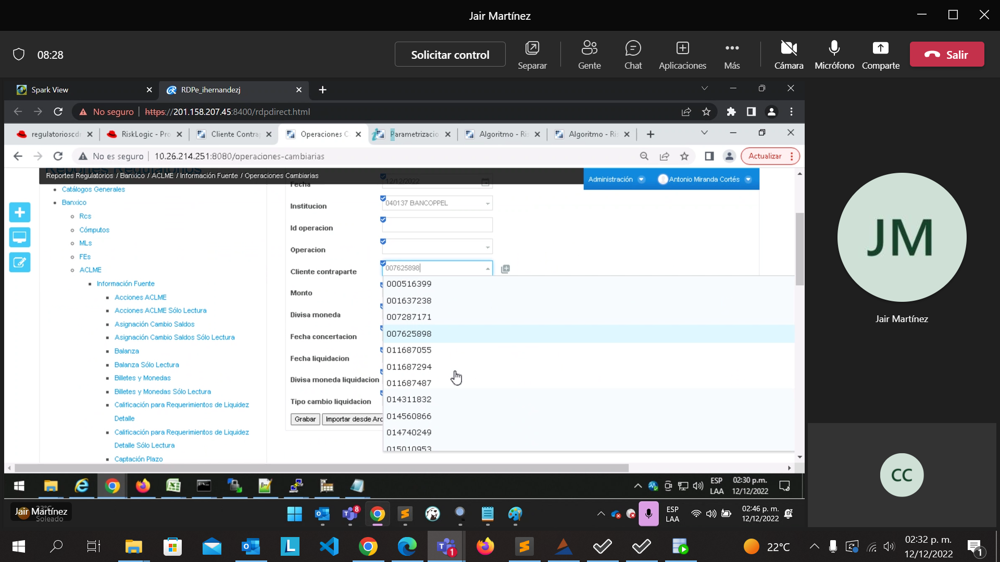 Jair Martínez
08:28
Solicitar control
Separar
Gente
Chat
Aplicaciones
Más
Cámara
Micrófono
Comparte
Salir
Spark View
RDPe_ihernandezj
No seguro
https://201.158.207.45:8400/rdpdirect.html
regulatorioscdr
RiskLogic - Pro
Cliente Contra
Operaciones C
Parametrizacio
Algoritmo - Ris
Algoritmo - Ris
No es seguro
10.26.214.251:8080/operaciones-cambiarias
Actualizar
Reportes Regulatorios
Reportes Regulatorios / Banxico / ACLME / Información Fuente / Operaciones Cambiarias
Administración
Antonio Miranda Cortés
Catálogos Generales
Banxico
Rcs
Cómputos
MLs
FEs
ACLME
Información Fuente
Acciones ACLME
Acciones ACLME Sólo Lectura
Asignación Cambio Saldos
Asignación Cambio Saldos Sólo Lectura
Balanza
Balanza Sólo Lectura
Billetes y Monedas
Billetes y Monedas Sólo Lectura
Calificación para Requerimientos de Liquidez
Detalle
Calificación para Requerimientos de Liquidez
Detalle Sólo Lectura
Captación Plazo
Fecha
12/12/2022
Institucion
040137 BANCOPPEL
Id operacion
Operacion
Cliente contraparte
007625898
Monto
Divisa moneda
Fecha concertacion
Fecha liquidacion
Divisa moneda liquidacion
Tipo cambio liquidacion
Grabar
Importar desde Arc
000516399
001637238
007287171
007625898
011687055
011687294
011687487
014311832
014560866
014740249
015010953
JM
Jair Martínez
CC
ESP
LAA
02:30 p.m.
12/12/2022
Jair Martínez
23°C
Soleado
8
ESP
LAA
02:46 p. m.
12/12/2022
L
1
22°C
02:32 p. m.
12/12/2022
1